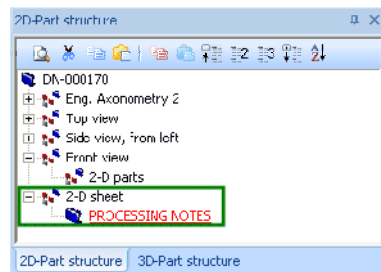 2D-Part structure
DN-000170
Eng. Axonometry 2
Top view
Side view, from left
Front view
2-D parts
2-D sheet
PROCESSING NOTES
2D-Part structure 3D-Part structure